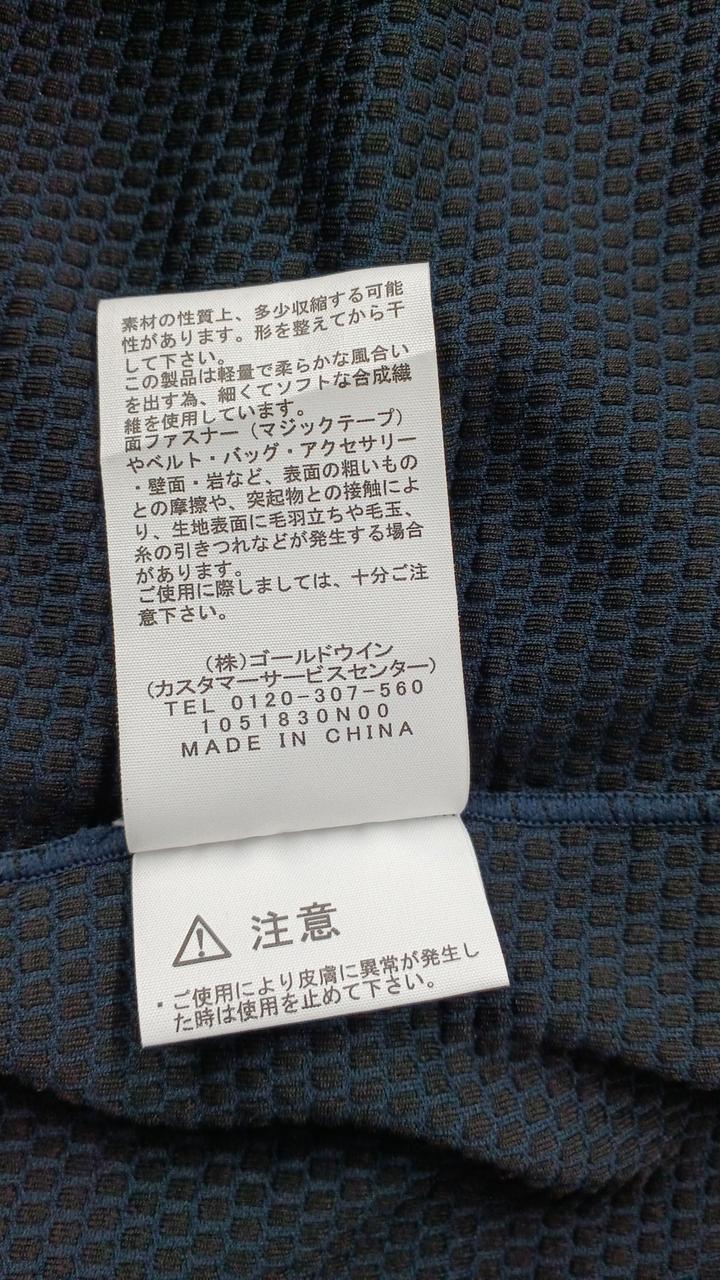 素材の性質上、多少収縮する可能
性があります。形を整えてから干
して下さい。
この製品は軽量で柔らかな風合い
を出す為、細くてソフトな合成繊
維を使用しています。
面ファスナー（マジックテープ）
やベルト・バッグ・アクセサリー
・壁面・岩など、表面の粗いもの
との摩擦や、突起物との接触によ
り、生地表面に毛羽立ちや毛玉、
糸の引きつれなどが発生する場合
があります。
ご使用に際しましては、十分ご注
意下さい。
（株）ゴールドウイン
（カスタマーサービスセンター）
TEL 0120-307-560
1051830N00
MADE IN CHINA
注意
・ご使用により皮膚に異常が発生し
た時は使用を止めて下さい。